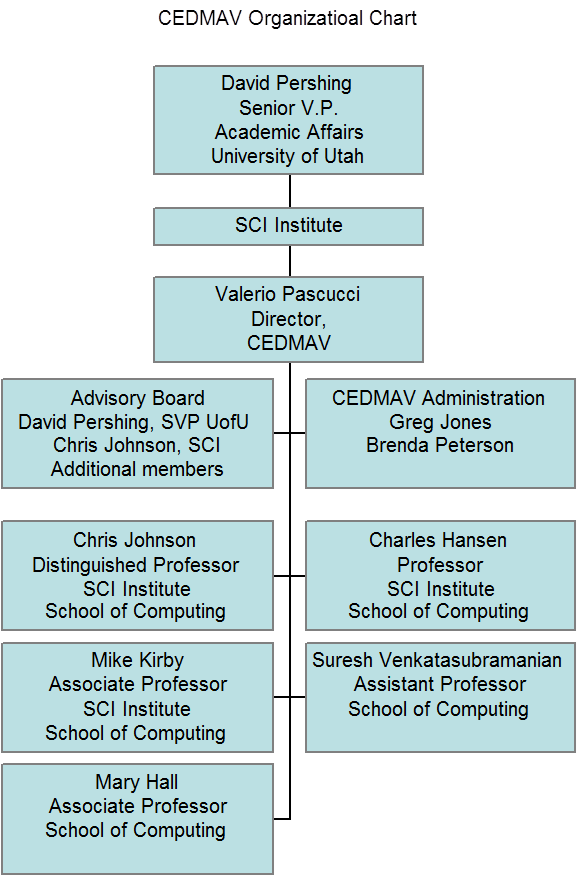 CEDMAV Organizatioal Chart
David Pershing
Senior V.P.
Academic Affairs
University of Utah
SCI Institute
Valerio Pascucci
Director,
CEDMAV
Advisory Board
David Pershing, SVP UofU
Chris Johnson, SCI
Additional members
CEDMAV Administration
Greg Jones
Brenda Peterson
Chris Johnson
Distinguished Professor
SCI Institute
School of Computing
Charles Hansen
Professor
SCI Institute
School of Computing
Mike Kirby
Associate Professor
SCI Institute
School of Computing
Suresh Venkatasubramanian
Assistant Professor
School of Computing
Mary Hall
Associate Professor
School of Computing